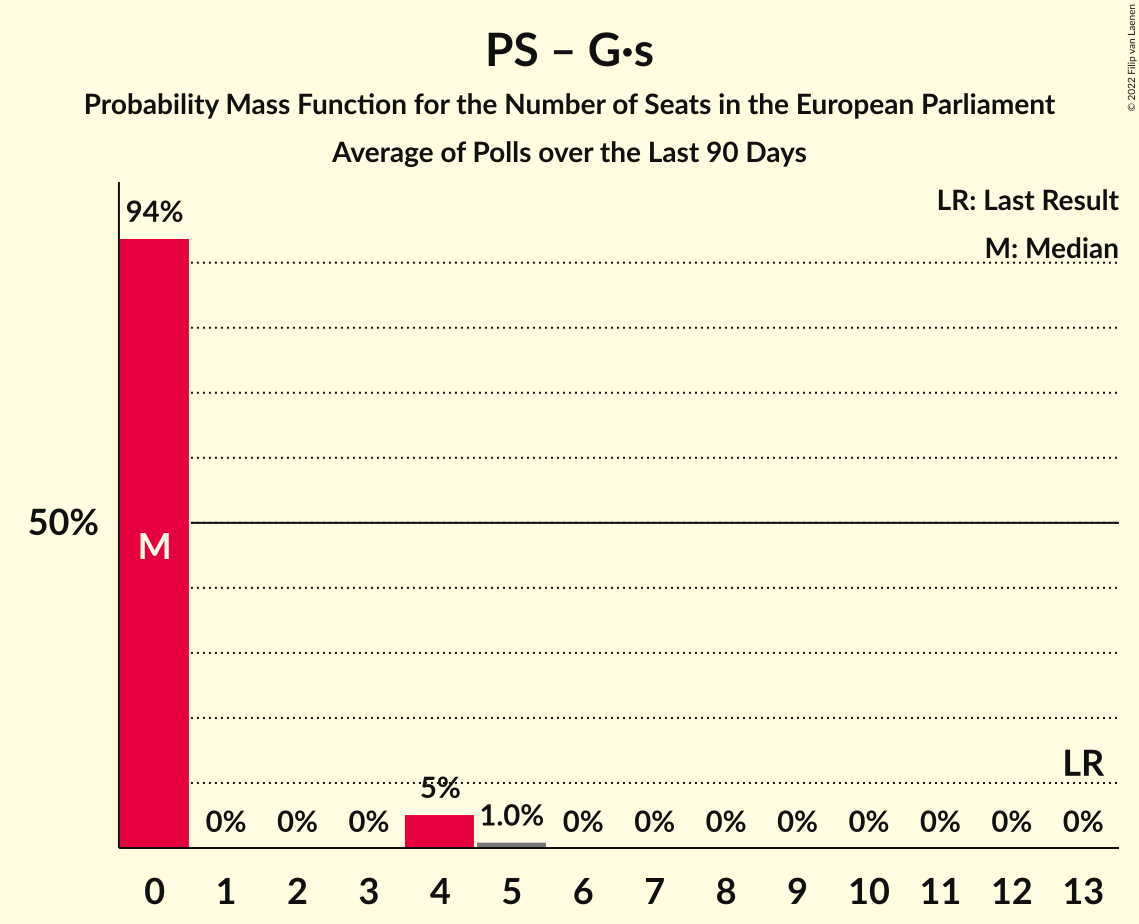 PS – G·s
Probability Mass Function for the Number of Seats in the European Parliament
Average of Polls over the Last 90 Days
© 2022 Filip van Laenen
LR: Last Result
M: Median
94%
50%
M
LR
0% 0% 0% 5% 1.0% 0% 0% 0% 0% 0% 0% 0% 0%
0 1 2 3 4 5 6 7 8 9 10 11 12 13